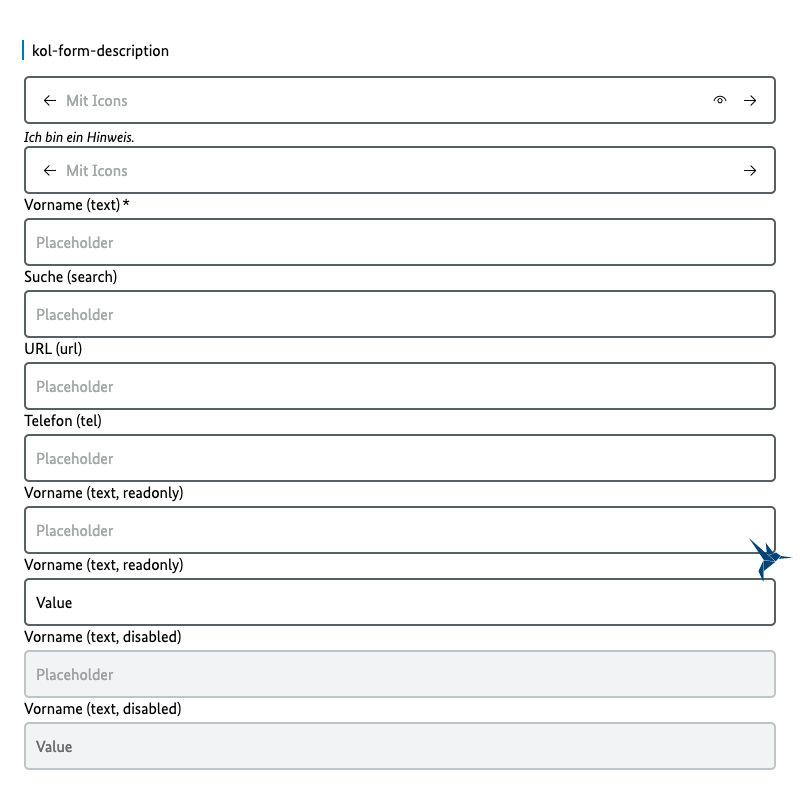 kol-form-description
Mit Icons
Ich bin ein Hinweis.
Mit Icons
Vorname (text)*
Placeholder
Suche (search)
Placeholder
URL (url)
Placeholder
Telefon (tel)
Placeholder
Vorname (text, readonly)
Placeholder
Vorname (text, readonly)
Value
Vorname (text, disabled)
Placeholder
Vorname (text, disabled)
Value